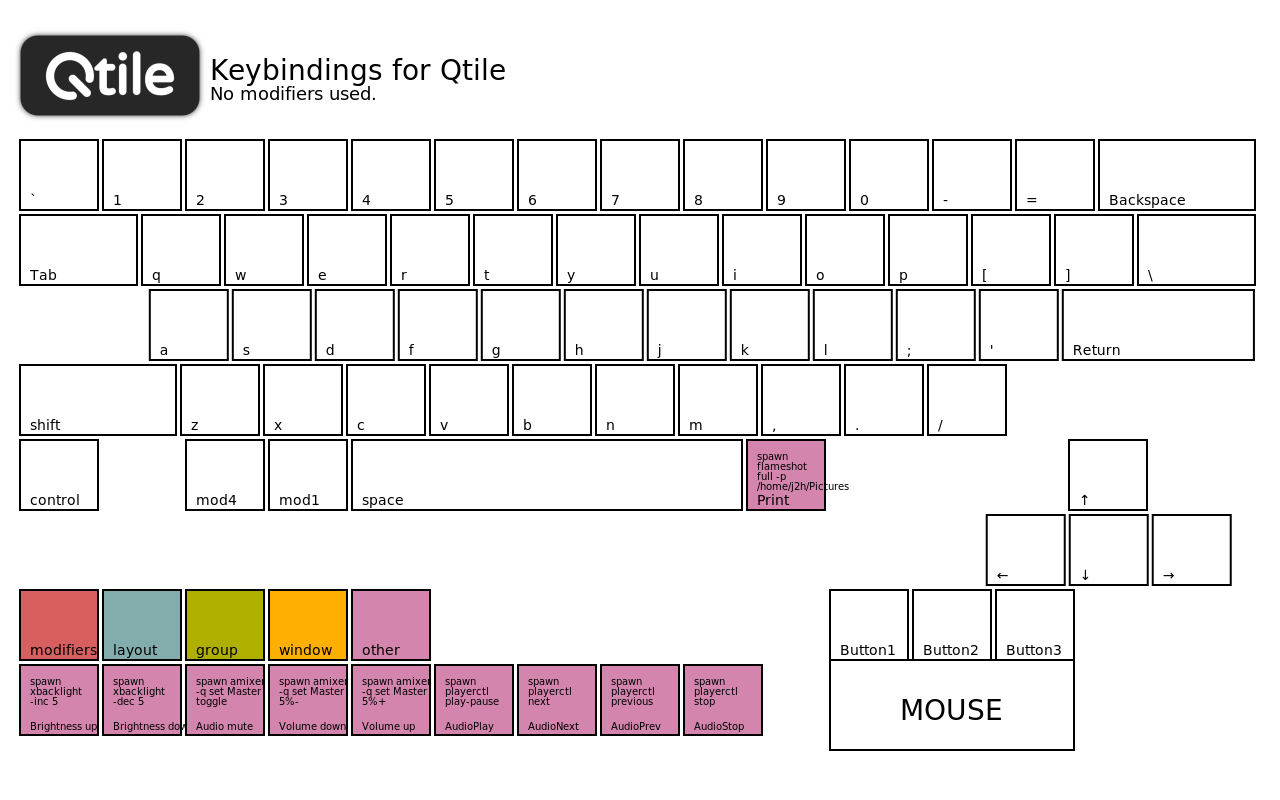 Qtile
Keybindings for Qtile
No modifiers used.
` 1 2 3 4 5 6 7 8 9 0 - = Backspace
Tab q w e r t y u i o p [ ] \
a s d f g h j k l ; ' Return
shift z x c v b n m , . /
control mod4 mod1 space
spawn
flameshot
full -p
/home/j2h/Pictures
Print
↑
← ↓ →
modifiers layout group window other
spawn
xbacklight
-inc 5
Brightness up
spawn
xbacklight
-dec 5
Brightness dow
spawn amixer
-q set Master
toggle
Audio mute
spawn amixer
-q set Master
5%-
Volume down
spawn amixer
-q set Master
5%+
Volume up
spawn
playerctl
play-pause
AudioPlay
spawn
playerctl
next
AudioNext
spawn
playerctl
previous
AudioPrev
spawn
playerctl
stop
AudioStop
Button1 Button2 Button3
MOUSE